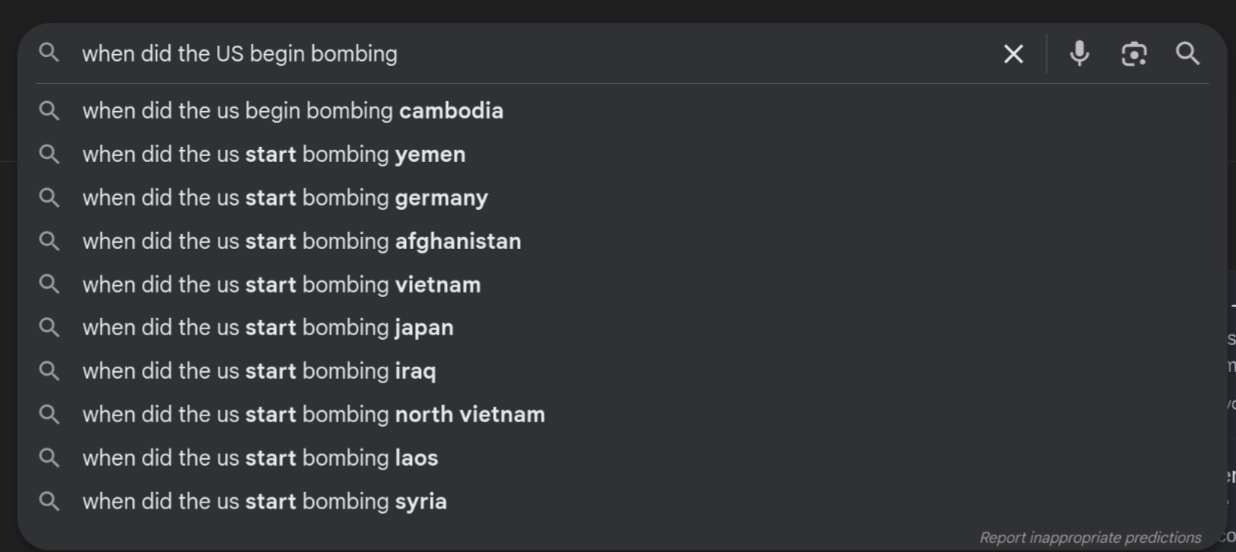 when did the US begin bombing
when did the us begin bombing cambodia
when did the us start bombing yemen
when did the us start bombing germany
when did the us start bombing afghanistan
when did the us start bombing vietnam
when did the us start bombing japan
when did the us start bombing iraq
when did the us start bombing north vietnam
when did the us start bombing laos
when did the us start bombing syria
Report inappropriate predictions